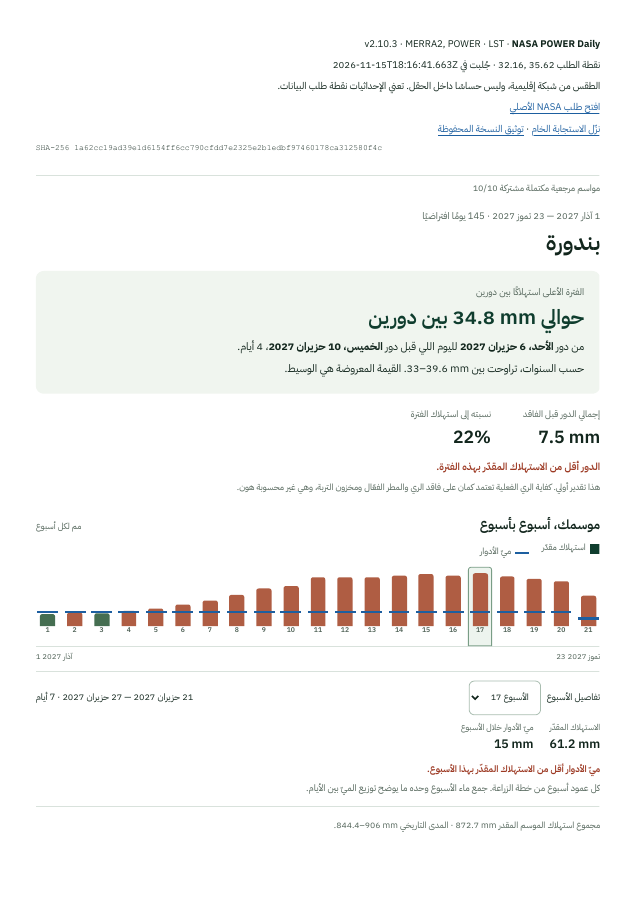 v2.10.3 · MERRA2, POWER · LST · NASA POWER Daily
نقطة الطلب 35.62 ,32.16 · جُلبت في 2026-11-15T18:16:41.663Z
الطقس من شبكة إقليمية، وليس حساسًا داخل الحقل. تعني الإحداثيات نقطة طلب البيانات.
افتح طلب NASA الأصلي
نزّل الاستجابة الخام · توثيق النسخة المحفوظة
SHA-256 1a62cc19ad39e1d6154ff6cc790cfdd7e2325e2b1edbf97460178ca312580f4c
مواسم مرجعية مكتملة مشتركة 10/10
1 آذار 2027 — 23 تموز 2027 · 145 يومًا افتراضيًا
بندورة
الفترة الأعلى استهلاكًا بين دورين
حوالي 34.8 mm بين دورين
من دور الأحد، 6 حزيران 2027 لليوم اللي قبل دور الخميس، 10 حزيران 2027، 4 أيام.
حسب السنوات، تراوحت بين 33–39.6 mm. القيمة المعروضة هي الوسيط.
إجمالي الدور قبل الفاقد
7.5 mm
نسبته إلى استهلاك الفترة
22%
الدور أقل من الاستهلاك المقدّر بهذه الفترة.
هذا تقدير أولي. كفاية الري الفعلية تعتمد كمان على فاقد الري والمطر الفعّال ومخزون التربة، وهي غير محسوبة هون.
موسمك، أسبوع بأسبوع
مم لكل أسبوع
استهلاك مقدّر
ميّ الأدوار
1 2 3 4 5 6 7 8 9 10 11 12 13 14 15 16 17 18 19 20 21
1 آذار 2027
23 تموز 2027
تفاصيل الأسبوع
الأسبوع 17
21 حزيران 2027 — 27 حزيران 2027 · 7 أيام
الاستهلاك المقدّر
61.2 mm
ميّ الأدوار خلال الأسبوع
15 mm
ميّ الأدوار أقل من الاستهلاك المقدّر بهذا الأسبوع.
كل عمود أسبوع من خطة الزراعة. جمع ماء الأسبوع وحده ما يوضح توزيع الميّ بين الأيام.
مجموع استهلاك الموسم المقدر 872.7 mm · المدى التاريخي 844.4–906 mm.